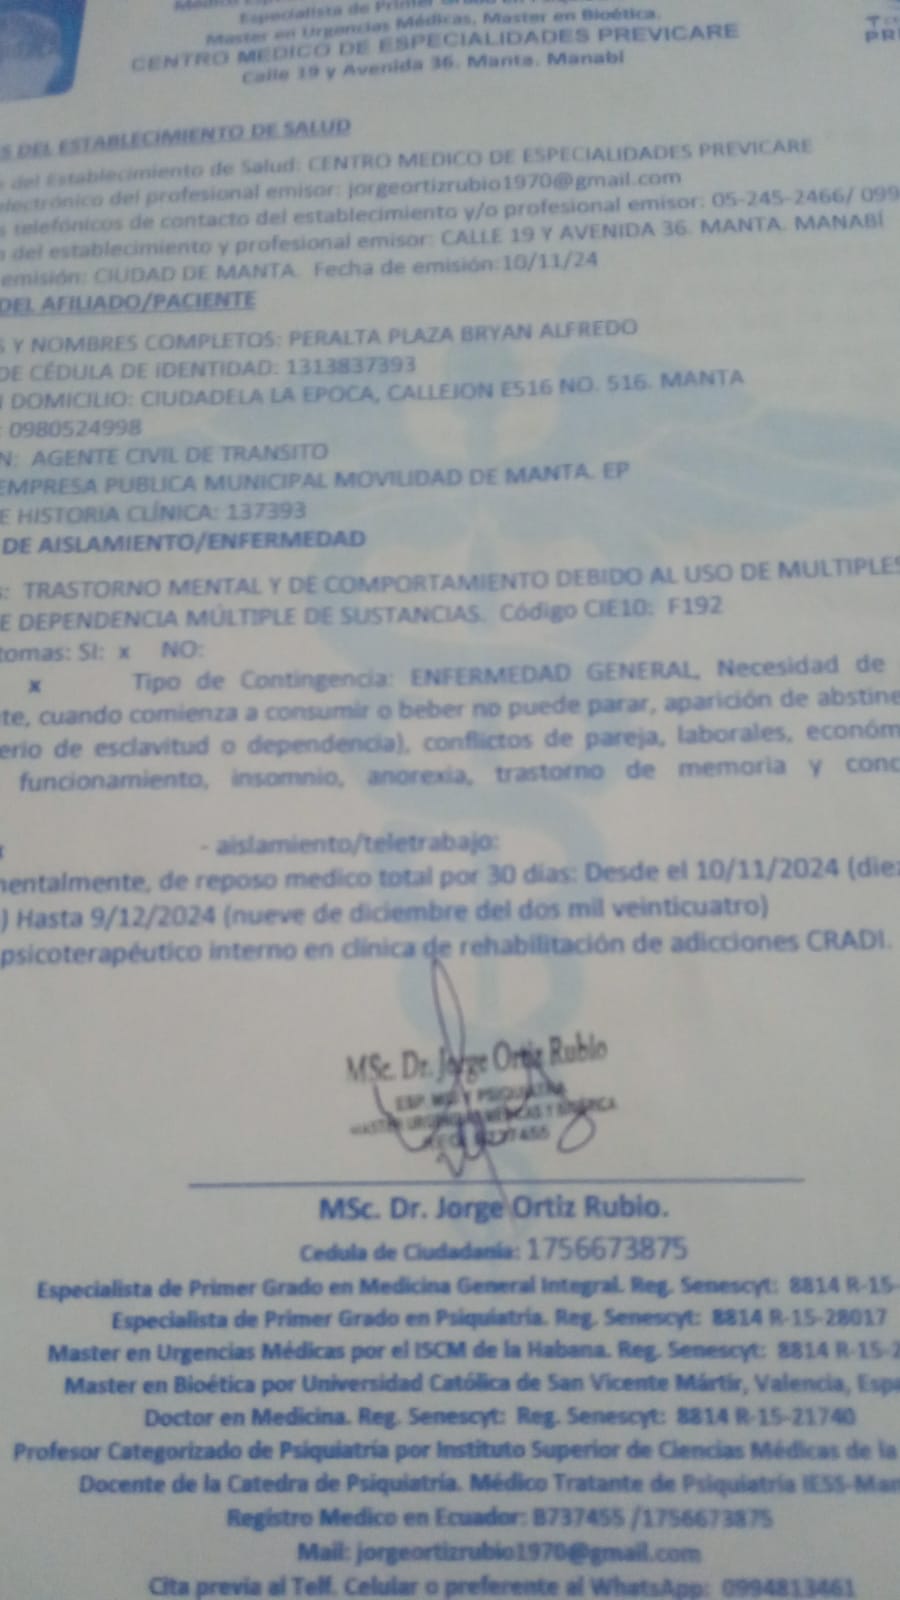 Especialista de Primer Grado en
Master en Urgencias Médicas, Master en Bioética.
CENTRO MEDICO DE ESPECIALIDADES PREVICARE
Calle 19 y Avenida 36. Manta. Manabí
S DEL ESTABLECIMIENTO DE SALUD
del Establecimiento de Salud: CENTRO MEDICO DE ESPECIALIDADES PREVICARE
electrónico del profesional emisor: jorgeortizrubio1970@gmail.com
s telefónicos de contacto del establecimiento y/o profesional emisor: 05-245-2466/ 099
n del establecimiento y profesional emisor: CALLE 19 Y AVENIDA 36. MANTA. MANABÍ
emisión: CIUDAD DE MANTA. Fecha de emisión:10/11/24
DEL AFILIADO/PACIENTE
S Y NOMBRES COMPLETOS: PERALTA PLAZA BRYAN ALFREDO
DE CÉDULA DE IDENTIDAD: 1313837393
N DOMICILIO: CIUDADELA LA EPOCA, CALLEJON E516 NO. 516. MANTA
: 0980524998
N: AGENTE CIVIL DE TRANSITO
EMPRESA PUBLICA MUNICIPAL MOVILIDAD DE MANTA. EP
E HISTORIA CLÍNICA: 137393
DE AISLAMIENTO/ENFERMEDAD
: TRASTORNO MENTAL Y DE COMPORTAMIENTO DEBIDO AL USO DE MULTIPLES
E DEPENDENCIA MÚLTIPLE DE SUSTANCIAS. Código CIE10: F192
tomas: SI: x NO:
x Tipo de Contingencia: ENFERMEDAD GENERAL, Necesidad de
te, cuando comienza a consumir o beber no puede parar, aparición de abstine
erio de esclavitud o dependencia), conflictos de pareja, laborales, económ
funcionamiento, insomnio, anorexia, trastorno de memoria y conc
- aislamiento/teletrabajo:
mentalmente, de reposo medico total por 30 días: Desde el 10/11/2024 (diez
) Hasta 9/12/2024 (nueve de diciembre del dos mil veinticuatro)
psicoterapéutico interno en clínica de rehabilitación de adicciones CRADI.
MSc. Dr. Jorge Ortiz Rubio
ESP. MGI Y PSIQUIATRIA
MASTER URGENCIAS MEDICAS Y BIOETICA
MSc. Dr. Jorge Ortiz Rubio.
Cedula de Ciudadanía: 1756673875
Especialista de Primer Grado en Medicina General Integral. Reg. Senescyt: 8814 R-15-
Especialista de Primer Grado en Psiquiatría. Reg. Senescyt: 8814 R-15-28017
Master en Urgencias Médicas por el ISCM de la Habana. Reg. Senescyt: 8814 R-15-2
Master en Bioética por Universidad Católica de San Vicente Mártir, Valencia, Espa
Doctor en Medicina. Reg. Senescyt: Reg. Senescyt: 8814 R-15-21740
Profesor Categorizado de Psiquiatría por Instituto Superior de Ciencias Médicas de la
Docente de la Catedra de Psiquiatría. Médico Tratante de Psiquiatría IESS-Man
Registro Medico en Ecuador: B737455 /1756673875
Mail: jorgeortizrubio1970@gmail.com
Cita previa al Telf. Celular o preferente al WhatsApp: 0994813461